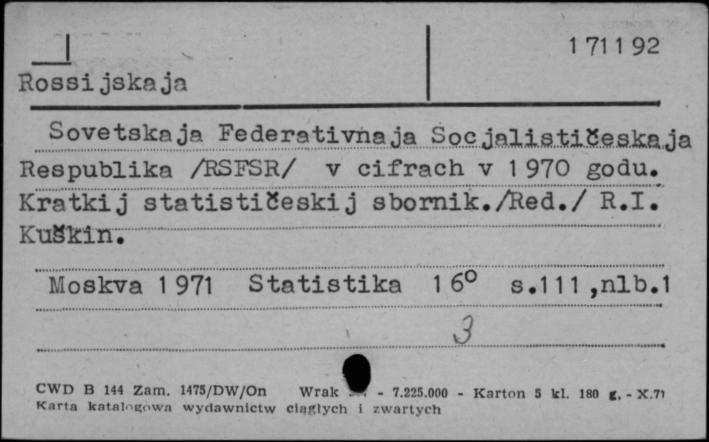 171192
Rossijskaja
Sovetskaja Federativnaja Socjalističeskaja
Respublika /RSFSR/ v cifrach v 1970 godu.
Kratkij statističeskij sbornik./Red./ R.I.
Kuškin.
Moskva 1971 Statistika 16° s.111,nlb.1
3
CWD B 144 Zam. 1475/DW/On Wrak - 7.225.000 - Karton 5 kl. 180 g. - X.71
Karta katalogowa wydawnictw ciągłych i zwartych